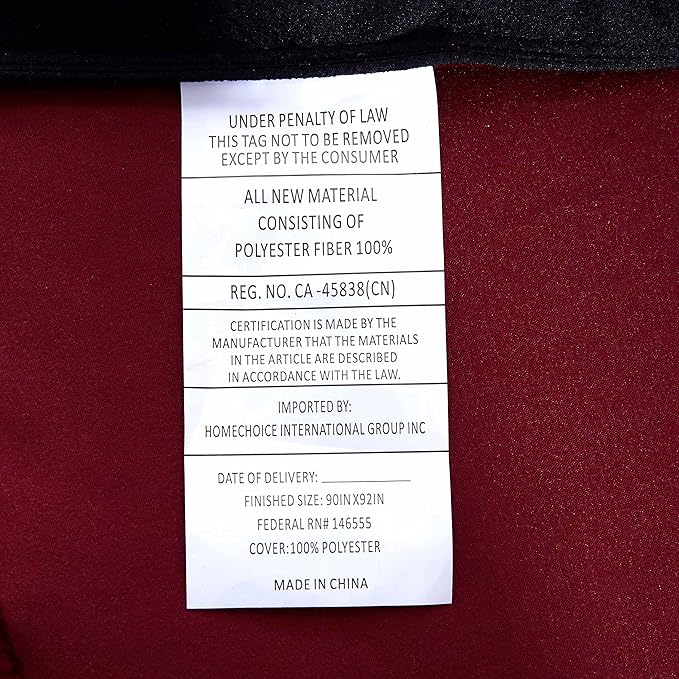 UNDER PENALTY OF LAW
THIS TAG NOT TO BE REMOVED
EXCEPT BY THE CONSUMER
ALL NEW MATERIAL
CONSISTING OF
POLYESTER FIBER 100%
REG. NO. CA -45838(CN)
CERTIFICATION IS MADE BY THE
MANUFACTURER THAT THE MATERIALS
IN THE ARTICLE ARE DESCRIBED
IN ACCORDANCE WITH THE LAW.
IMPORTED BY:
HOMECHOICE INTERNATIONAL GROUP INC
DATE OF DELIVERY: ______________
FINISHED SIZE: 90IN X92IN
FEDERAL RN# 146555
COVER:100% POLYESTER
MADE IN CHINA